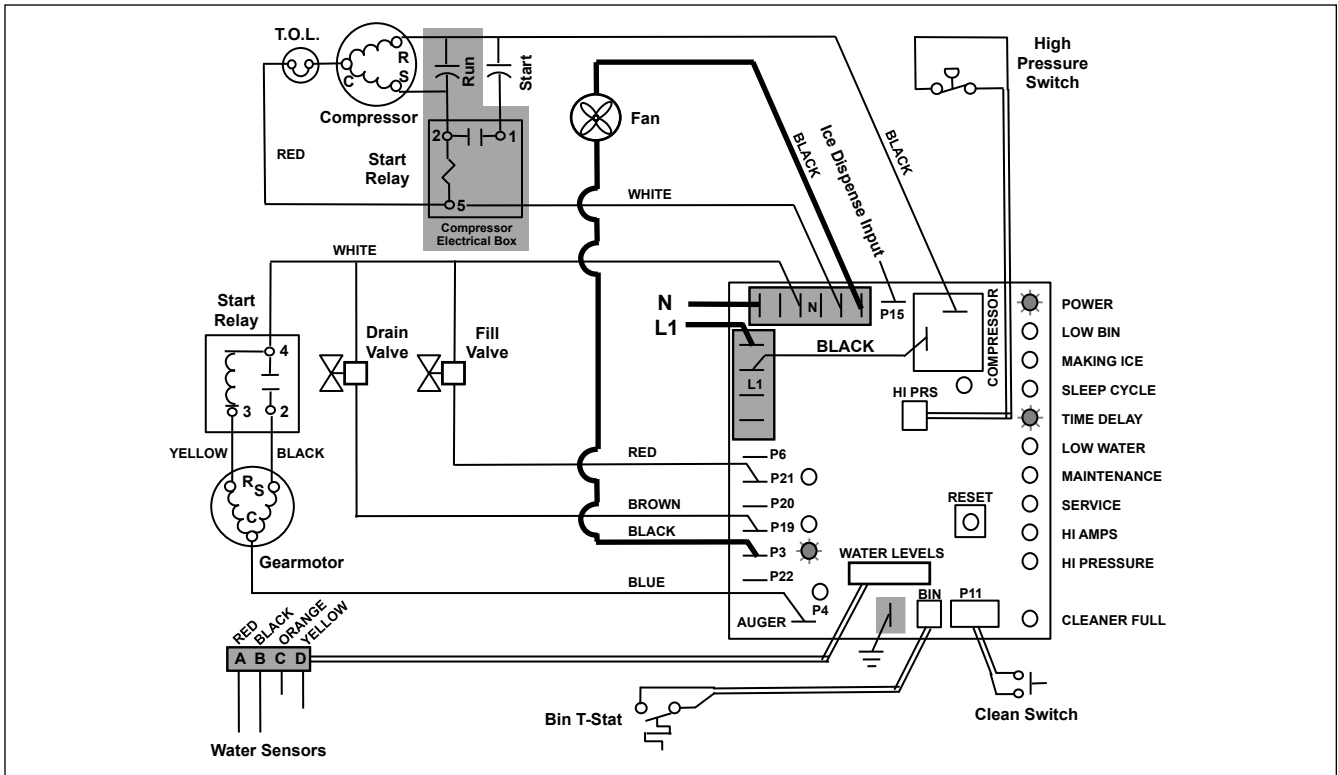 T.O.L.
R
S
C
Run
Start
High
Pressure
Switch
Compressor
2
1
Fan
BLACK
Ice Dispense Input
BLACK
RED
Start
Relay
5
WHITE
Compressor
Electrical Box
WHITE
N
N
P15
COMPRESSOR
POWER
Start
Relay
L1
LOW BIN
Drain
Valve
Fill
Valve
BLACK
MAKING ICE
4
L1
HI PRS
SLEEP CYCLE
3
2
TIME DELAY
YELLOW
BLACK
RED
P6
LOW WATER
P21
MAINTENANCE
R
S
C
BROWN
P20
RESET
SERVICE
BLACK
P19
HI AMPS
P3
WATER LEVELS
HI PRESSURE
Gearmotor
BLUE
P22
P4
BIN
P11
AUGER
CLEANER FULL
RED
BLACK
ORANGE
YELLOW
A B C D
Bin T-Stat
Clean Switch
Water Sensors